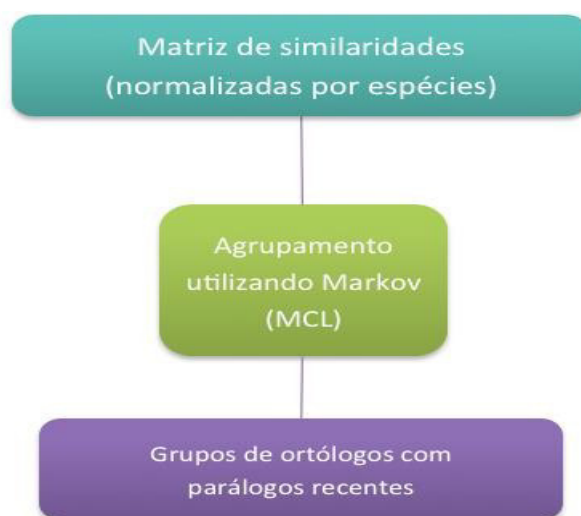 Matriz de similaridades
(normalizadas por espécies)
Agrupamento
utilizando Markov
(MCL)
Grupos de ortólogos com
parálogos recentes